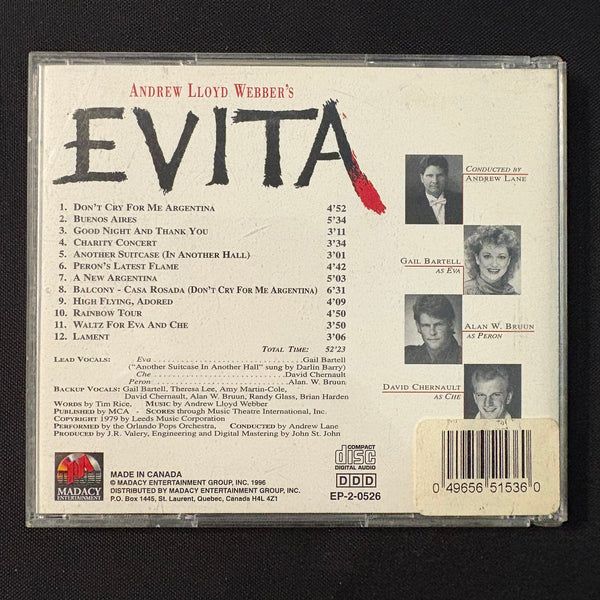 ANDREW LLOYD WEBBER'S
EVITA
1. DON'T CRY FOR ME ARGENTINA 4'52
2. BUENOS AIRES 5'34
3. GOOD NIGHT AND THANK YOU 3'11
4. CHARITY CONCERT 3'34
5. ANOTHER SUITCASE (IN ANOTHER HALL) 3'01
6. PERON'S LATEST FLAME 4'42
7. A NEW ARGENTINA 5'03
8. BALCONY - CASA ROSADA (DON'T CRY FOR ME ARGENTINA) 6'31
9. HIGH FLYING, ADORED 4'09
10. RAINBOW TOUR 4'50
11. WALTZ FOR EVA AND CHE 3'50
12. LAMENT 3'06
TOTAL TIME: 52'23
LEAD VOCALS: Eva Gail Bartell
("Another Suitcase In Another Hall" sung by Darlin Barry)
Che David Chernault
Peron Alan. W. Bruun
BACKUP VOCALS: Gail Bartell, Theresa Lee, Amy Martin-Cole,
David Chernault, Alan W. Bruun, Randy Glass, Brian Harden
WORDS by Tim Rice, MUSIC by Andrew Lloyd Webber
PUBLISHED by MCA - SCORES through Music Theatre International, Inc.
COPYRIGHT 1979 by Leeds Music Corporation
PERFORMED by the Orlando Pops Orchestra, CONDUCTED by Andrew Lane
PRODUCED by J.R. Valery, Engineering and Digital Mastering by John St. John
CONDUCTED BY
ANDREW LANE
GAIL BARTELL
AS EVA
ALAN W. BRUUN
AS PERON
DAVID CHERNAULT
AS CHE
MADACY
ENTERTAINMENT
MADE IN CANADA
© MADACY ENTERTAINMENT GROUP, INC. 1996
DISTRIBUTED BY MADACY ENTERTAINMENT GROUP, INC.
P.O. Box 1445, St. Laurent, Quebec, Canada H4L 4Z1
COMPACT
disc
DIGITAL AUDIO
DDD
EP-2-0526
0 49656 51536 0